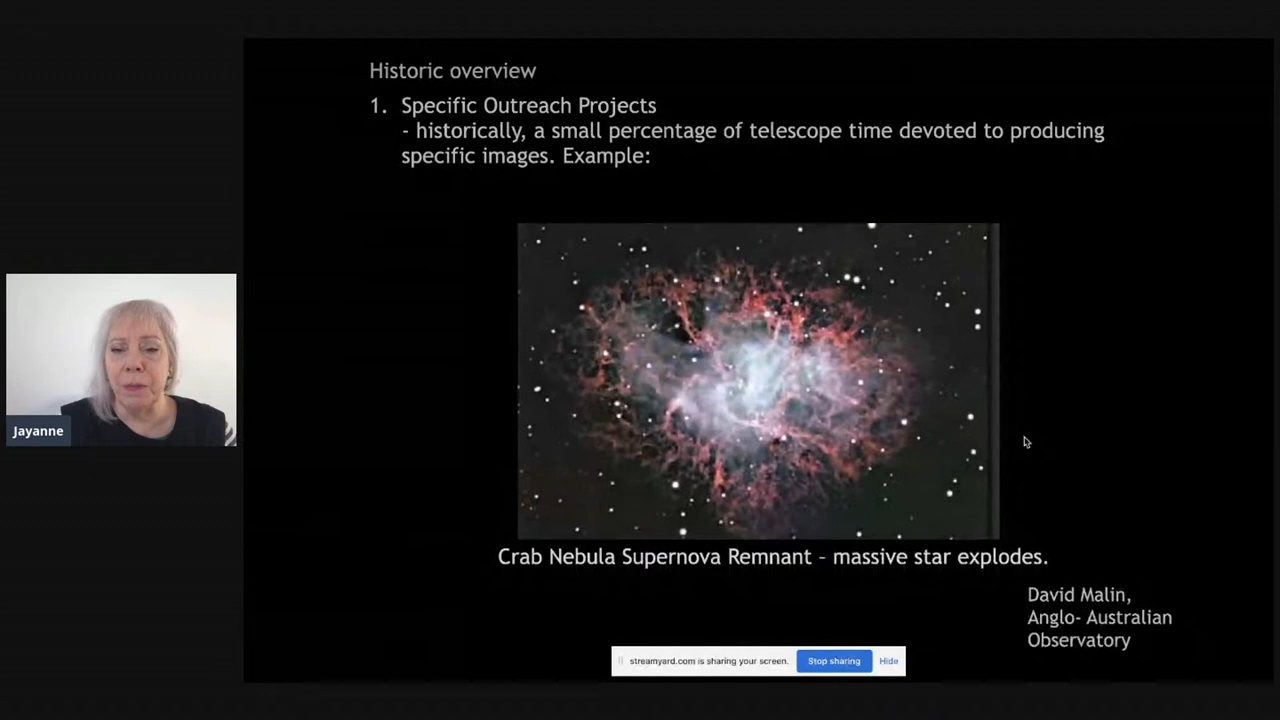 Historic overview
1. Specific Outreach Projects
- historically, a small percentage of telescope time devoted to producing
specific images. Example:
Jayanne
Crab Nebula Supernova Remnant – massive star explodes.
David Malin,
Anglo- Australian
Observatory
streamyard.com is sharing your screen. Stop sharing Hide